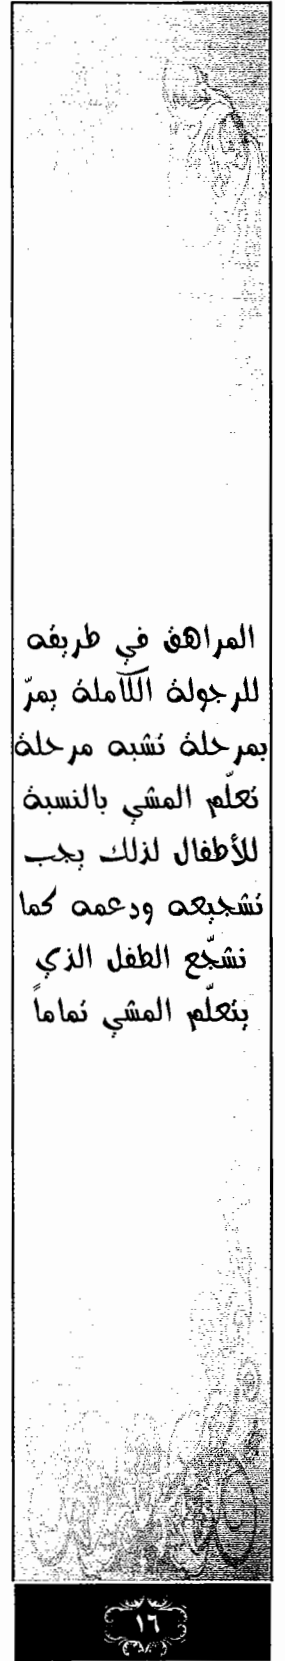 المراهق في طريقه
للرجولة الكاملة يمرّ
بمرحلة تشبه مرحلة
تعلّم المشي بالنسبة
للأطفال لذلك يجب
تشجيعه ودعمه كما
نشجّع الطفل الذي
يتعلّم المشي تماماً
١٦